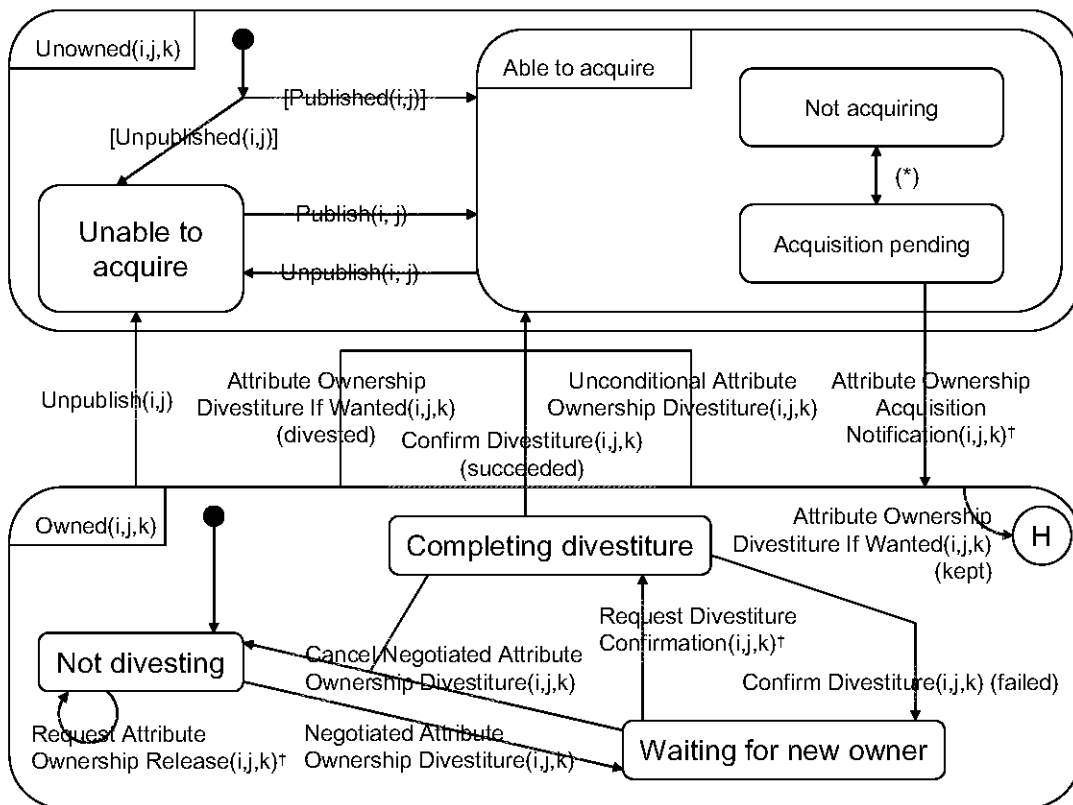 Unowned(i,j,k)
Able to acquire
[Published(i,j)]
Not acquiring
[Unpublished(i,j)]
(*)
Unable to
acquire
Publish(i, j)
Acquisition pending
Unpublish(i, j)
Unpublish(i,j)
Attribute Ownership
Divestiture If Wanted(i,j,k)
(divested)
Unconditional Attribute
Ownership Divestiture(i,j,k)
Attribute Ownership
Acquisition
Notification(i,j,k)†
Confirm Divestiture(i,j,k)
(succeeded)
Owned(i,j,k)
Completing divestiture
Attribute Ownership
Divestiture If Wanted(i,j,k)
(kept)
H
Request Divestiture
Confirmation(i,j,k)†
Not divesting
Cancel Negotiated Attribute
Ownership Divestiture(i,j,k)
Confirm Divestiture(i,j,k) (failed)
Request Attribute
Ownership Release(i,j,k)†
Negotiated Attribute
Ownership Divestiture(i,j,k)
Waiting for new owner